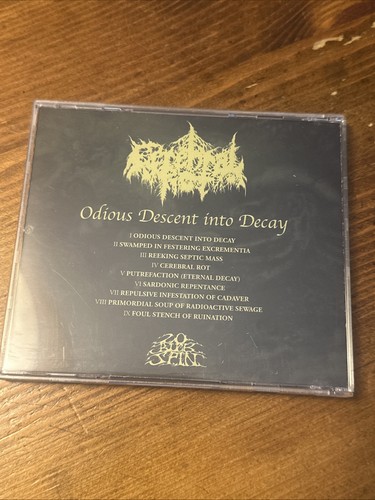 Cerebral
Rot
Odious Descent into Decay
I ODIOUS DESCENT INTO DECAY
II SWAMPED IN FESTERING EXCREMENTIA
III REEKING SEPTIC MASS
IV CEREBRAL ROT
V PUTREFACTION (ETERNAL DECAY)
VI SARDONIC REPENTANCE
VII REPULSIVE INFESTATION OF CADAVER
VIII PRIMORDIAL SOUP OF RADIOACTIVE SEWAGE
IX FOUL STENCH OF RUINATION
20
BUCK
SPIN